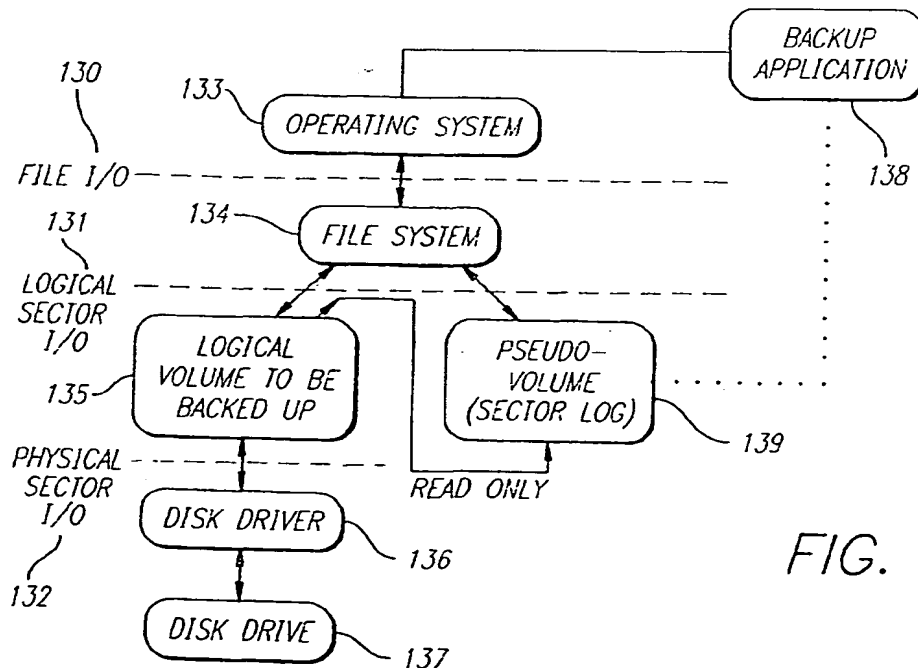 BACKUP
APPLICATION
138
130
133
OPERATING SYSTEM
FILE I/O
134
FILE SYSTEM
131
LOGICAL
SECTOR
I/O
LOGICAL
VOLUME TO BE
BACKED UP
135
PSEUDO-
VOLUME
(SECTOR LOG)
139
PHYSICAL
SECTOR
I/O
132
READ ONLY
DISK DRIVER
136
DISK DRIVE
137
FIG.